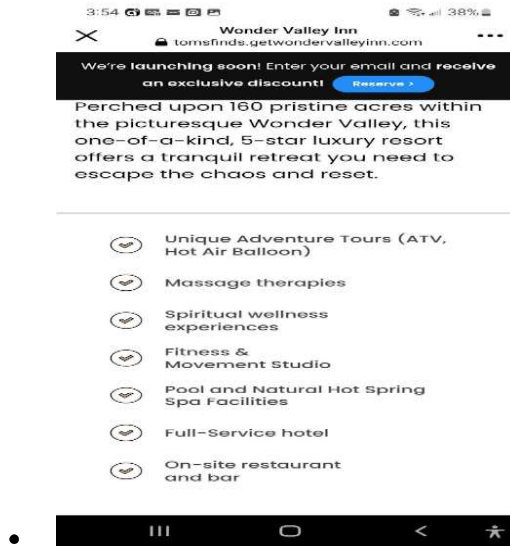 3:54 38%
Wonder Valley Inn
tomsfinds.getwondervalleyinn.com
We're launching soon! Enter your email and receive
an exclusive discount! Reserve >
Perched upon 160 pristine acres within
the picturesque Wonder Valley, this
one-of-a-kind, 5-star luxury resort
offers a tranquil retreat you need to
escape the chaos and reset.
Unique Adventure Tours (ATV,
Hot Air Balloon)
Massage therapies
Spiritual wellness
experiences
Fitness &
Movement Studio
Pool and Natural Hot Spring
Spa Facilities
Full-Service hotel
On-site restaurant
and bar